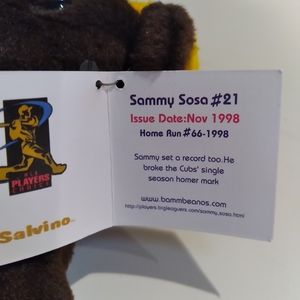 Sammy Sosa #21
Issue Date:Nov 1998
Home Run #66-1998
Sammy set a record too.He
broke the Cubs' single
season homer mark
www.bammbeanos.com
http://players.bigleaguers.com/sammy_sosa.html
PLAYERS
CHOICE
Salvino